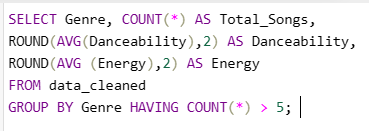 SELECT Genre, COUNT(*) AS Total_Songs,
ROUND(AVG(Danceability),2) AS Danceability,
ROUND(AVG (Energy),2) AS Energy
FROM data_cleaned
GROUP BY Genre HAVING COUNT(*) > 5;